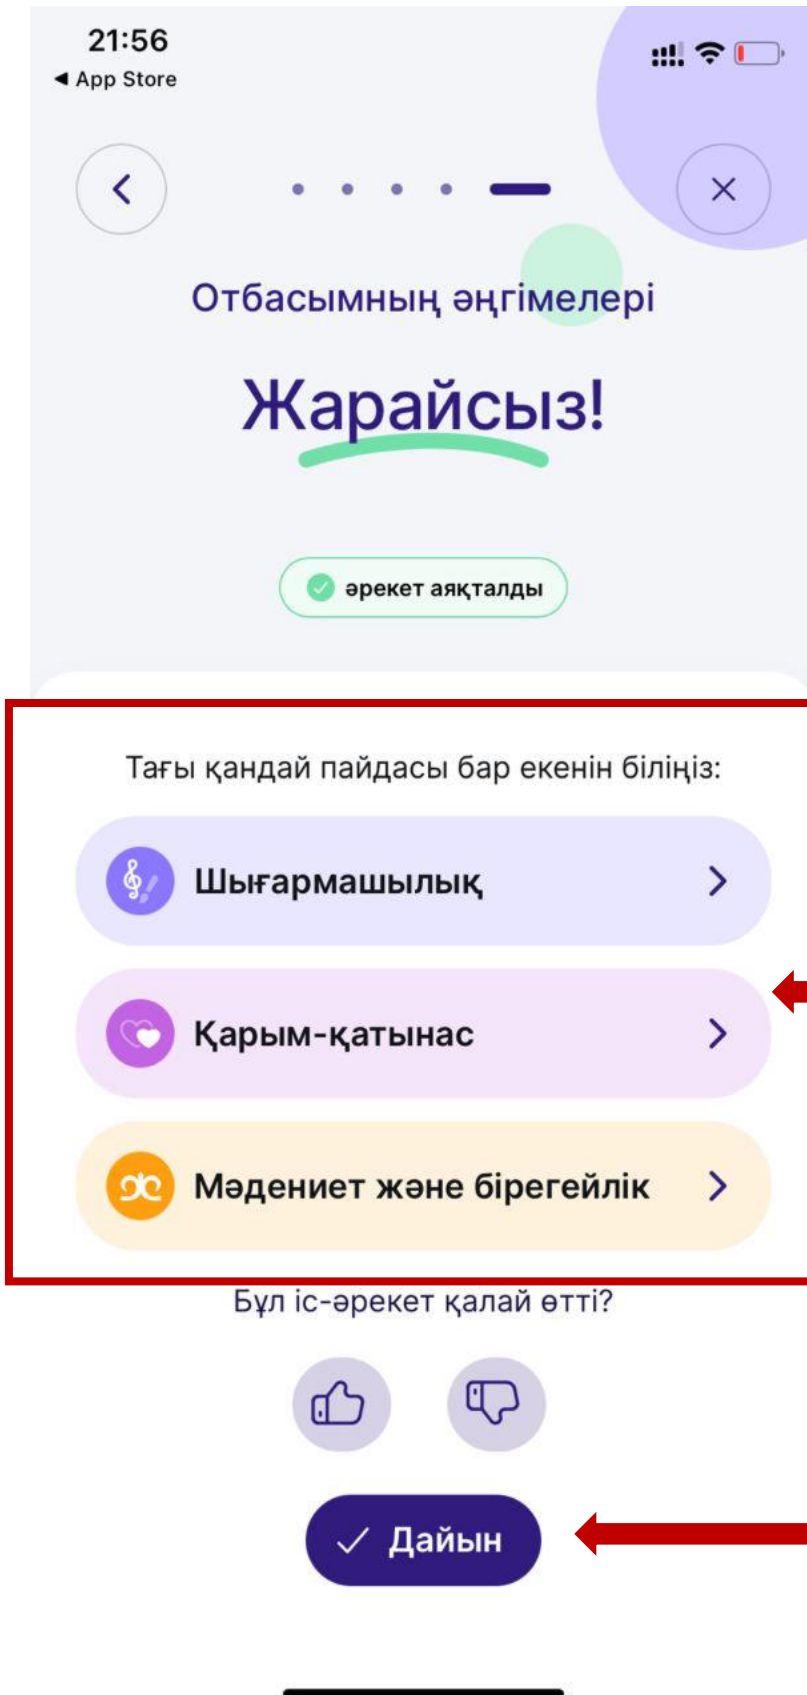 21:56
App Store
Отбасымның әңгімелері
Жарайсыз!
әрекет аяқталды
Тағы қандай пайдасы бар екенін біліңіз:
Шығармашылық
Қарым-қатынас
Мәдениет және бірегейлік
Бұл іс-әрекет қалай өтті?
Дайын